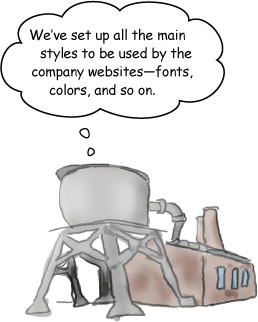 We've set up all the main
styles to be used by the
company websites—fonts,
colors, and so on.